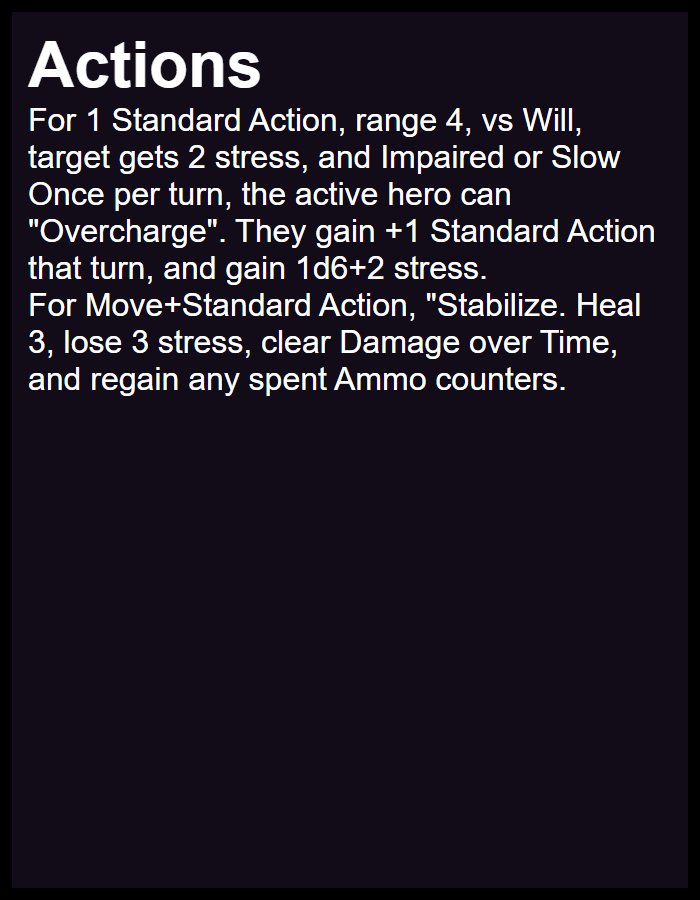 Actions
For 1 Standard Action, range 4, vs Will,
target gets 2 stress, and Impaired or Slow
Once per turn, the active hero can
"Overcharge". They gain +1 Standard Action
that turn, and gain 1d6+2 stress.
For Move+Standard Action, "Stabilize. Heal
3, lose 3 stress, clear Damage over Time,
and regain any spent Ammo counters.